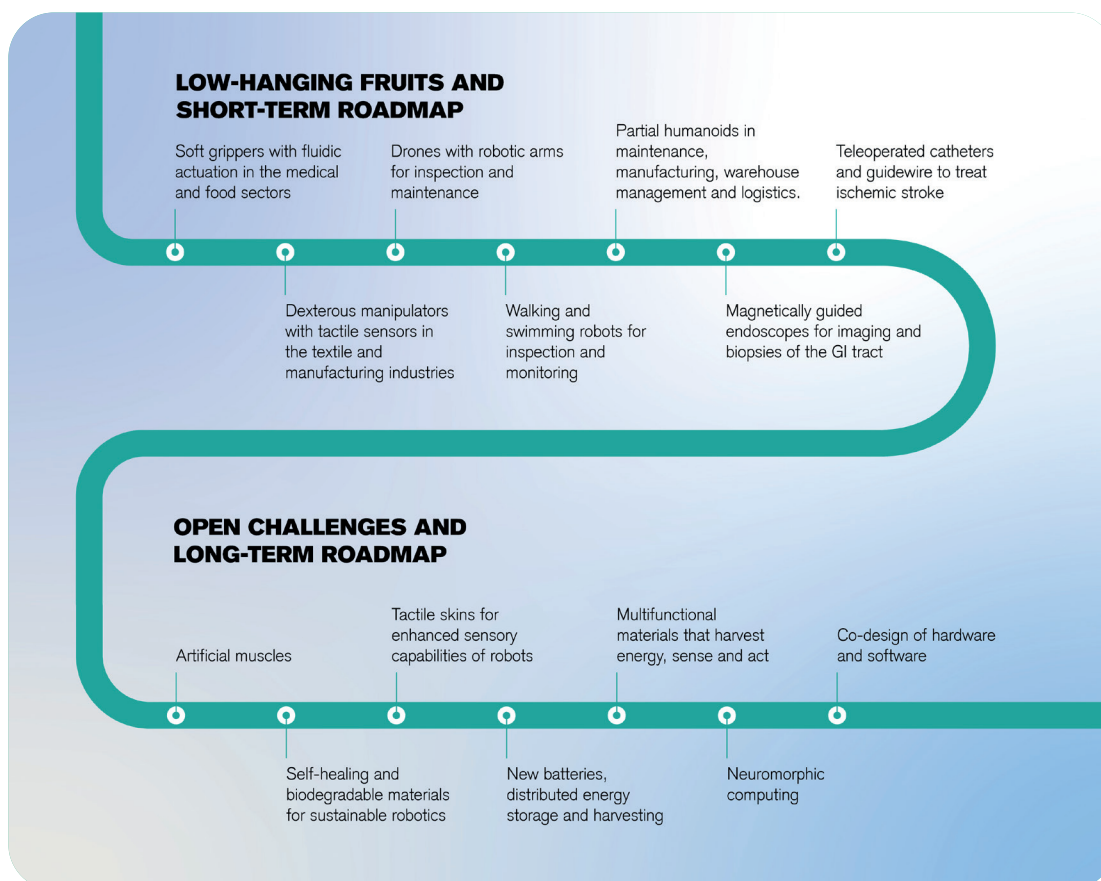 LOW-HANGING FRUITS AND
SHORT-TERM ROADMAP
Soft grippers with fluidic
actuation in the medical
and food sectors
Dexterous manipulators
with tactile sensors in
the textile and
manufacturing industries
Drones with robotic arms
for inspection and
maintenance
Walking and
swimming robots for
inspection and
monitoring
Partial humanoids in
maintenance,
manufacturing, warehouse
management and logistics.
Magnetically guided
endoscopes for imaging and
biopsies of the GI tract
Teleoperated catheters
and guidewire to treat
ischemic stroke
OPEN CHALLENGES AND
LONG-TERM ROADMAP
Artificial muscles
Self-healing and
biodegradable materials
for sustainable robotics
Tactile skins for
enhanced sensory
capabilities of robots
New batteries,
distributed energy
storage and harvesting
Multifunctional
materials that harvest
energy, sense and act
Neuromorphic
computing
Co-design of hardware
and software